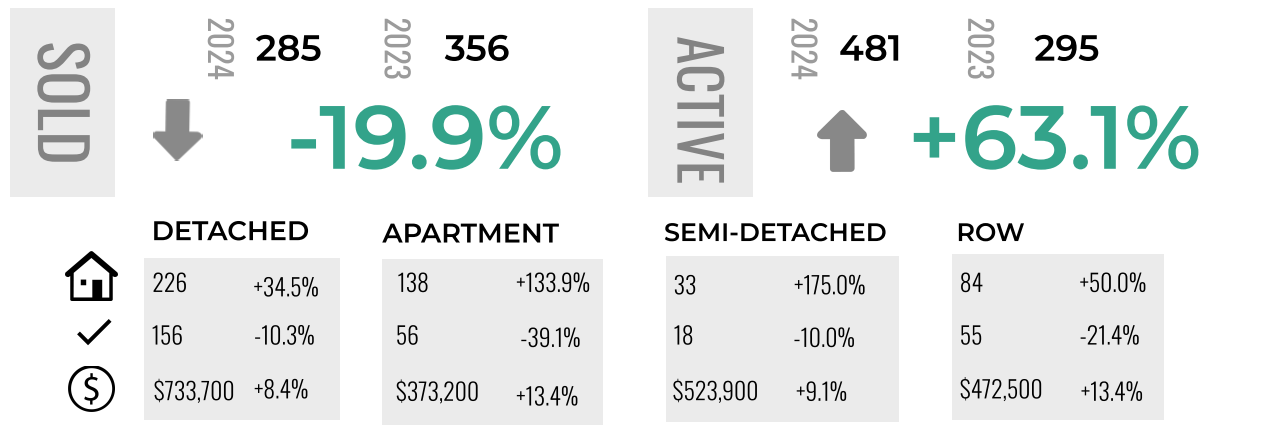 SOLD
2024 285 2023 356
-19.9%
ACTIVE
2024 481 2023 295
+63.1%
DETACHED
226 +34.5%
156 -10.3%
$733,700 +8.4%
APARTMENT
138 +133.9%
56 -39.1%
$373,200 +13.4%
SEMI-DETACHED
33 +175.0%
18 -10.0%
$523,900 +9.1%
ROW
84 +50.0%
55 -21.4%
$472,500 +13.4%
$